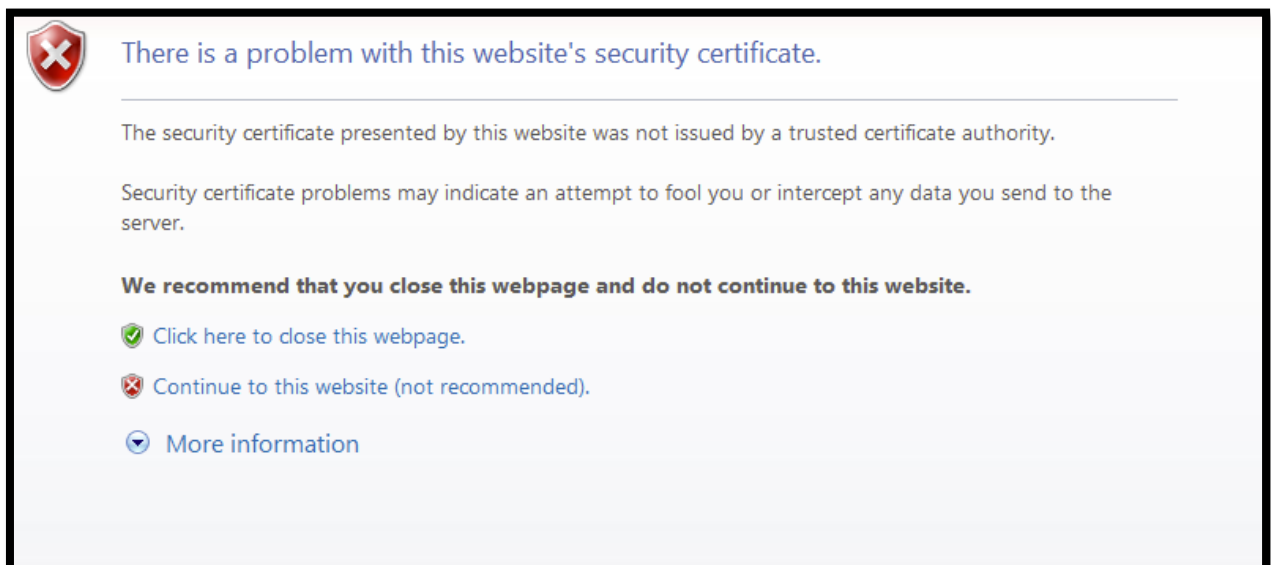 There is a problem with this website's security certificate.
The security certificate presented by this website was not issued by a trusted certificate authority.
Security certificate problems may indicate an attempt to fool you or intercept any data you send to the
server.
We recommend that you close this webpage and do not continue to this website.
Click here to close this webpage.
Continue to this website (not recommended).
More information